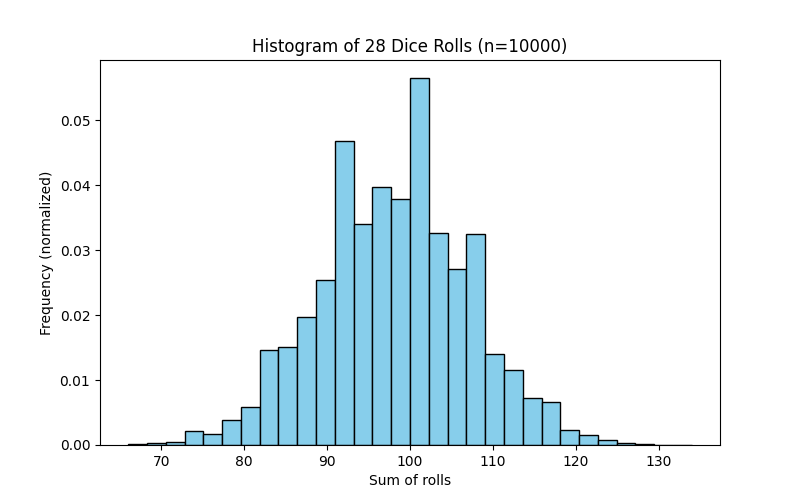 Histogram of 28 Dice Rolls (n=10000)
Frequency (normalized)
0.05
0.04
0.03
0.02
0.01
0.00
70 80 90 100 110 120 130
Sum of rolls